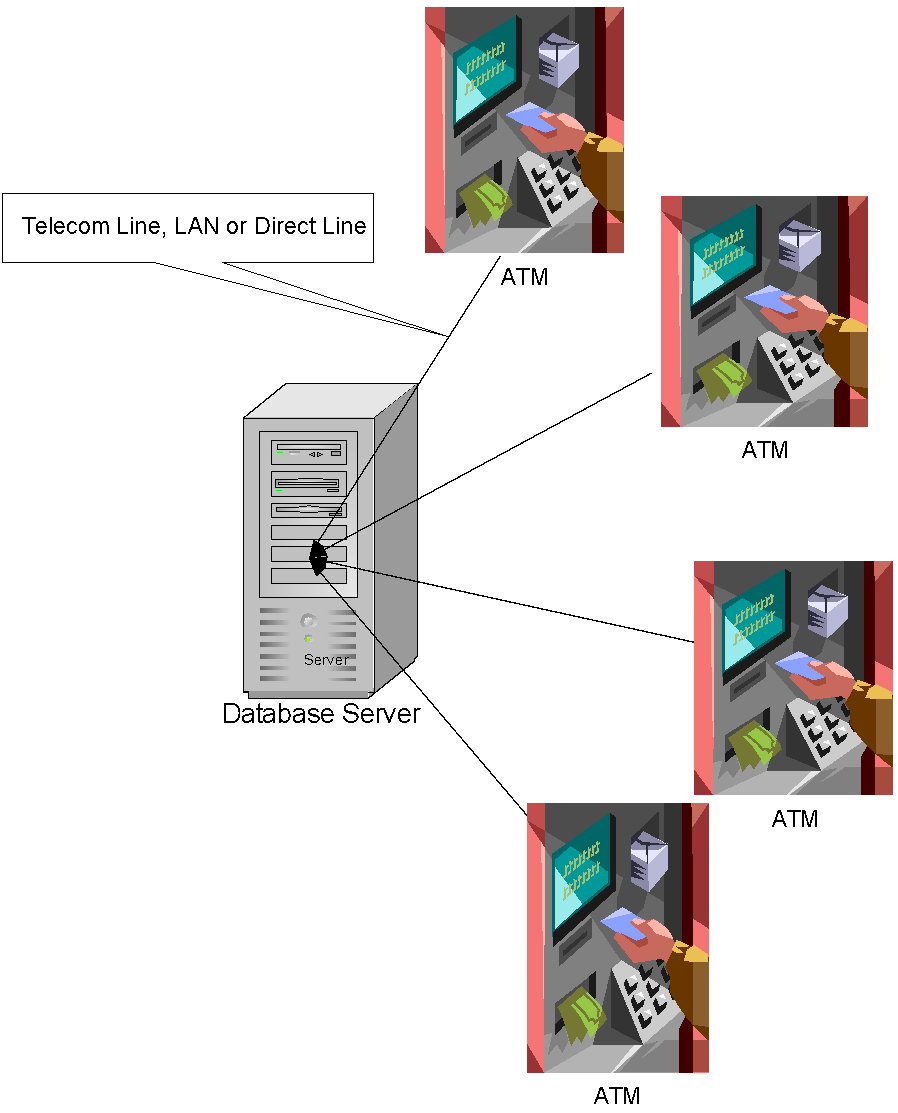 ATM
Telecom Line, LAN or Direct Line
ATM
Server
Database Server
ATM
ATM